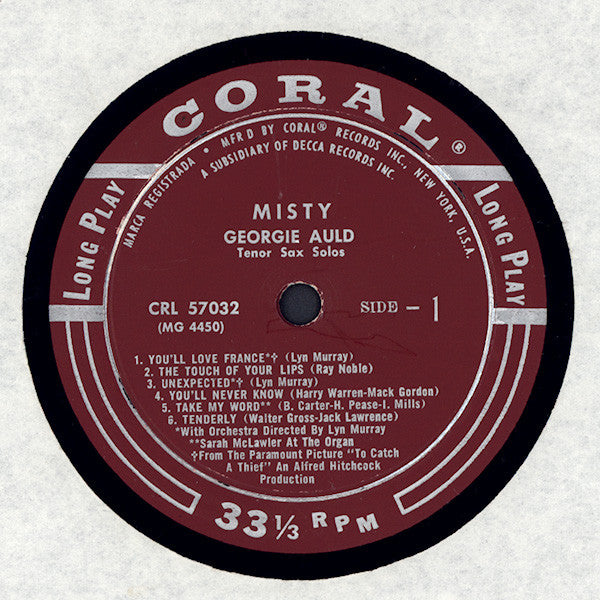 CORAL®
MARCA REGISTRADA • MFR'D BY CORAL® RECORDS INC., NEW YORK, U.S.A.
A SUBSIDIARY OF DECCA RECORDS INC.
LONG PLAY
LONG PLAY
MISTY
GEORGIE AULD
Tenor Sax Solos
CRL 57032
(MG 4450)
SIDE - 1
1. YOU'LL LOVE FRANCE*† (Lyn Murray)
2. THE TOUCH OF YOUR LIPS (Ray Noble)
3. UNEXPECTED*† (Lyn Murray)
4. YOU'LL NEVER KNOW (Harry Warren-Mack Gordon)
5. TAKE MY WORD** (B. Carter-H. Pease-I. Mills)
6. TENDERLY (Walter Gross-Jack Lawrence)
*With Orchestra Directed By Lyn Murray
**Sarah McLawler At The Organ
†From The Paramount Picture "To Catch
A Thief" An Alfred Hitchcock
Production
33⅓ RPM